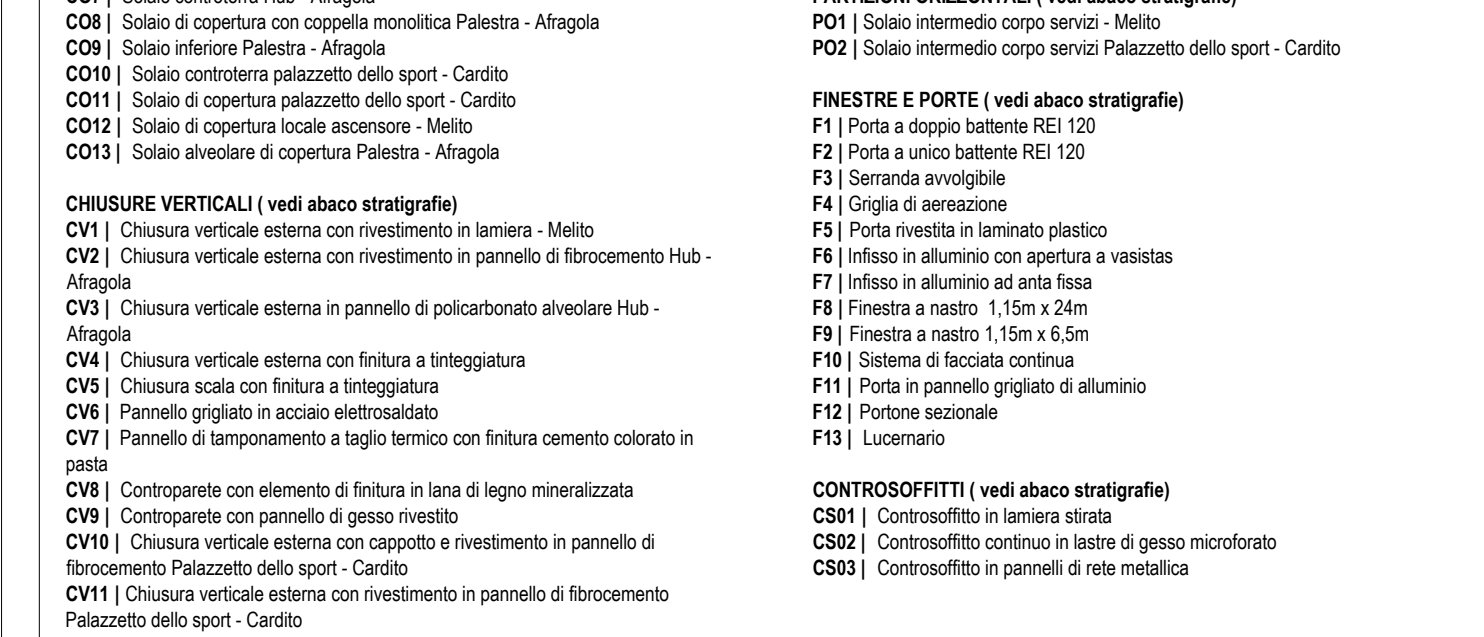 CO7 | Solaio controterra Hub - Afragola
CO8 | Solaio di copertura con coppella monolitica Palestra - Afragola
CO9 | Solaio inferiore Palestra - Afragola
CO10 | Solaio controterra palazzetto dello sport - Cardito
CO11 | Solaio di copertura palazzetto dello sport - Cardito
CO12 | Solaio di copertura locale ascensore - Melito
CO13 | Solaio alveolare di copertura Palestra - Afragola
CHIUSURE VERTICALI ( vedi abaco stratigrafie)
CV1 | Chiusura verticale esterna con rivestimento in lamiera - Melito
CV2 | Chiusura verticale esterna con rivestimento in pannello di fibrocemento Hub -
Afragola
CV3 | Chiusura verticale esterna in pannello di policarbonato alveolare Hub -
Afragola
CV4 | Chiusura verticale esterna con finitura a tinteggiatura
CV5 | Chiusura scala con finitura a tinteggiatura
CV6 | Pannello grigliato in acciaio elettrosaldato
CV7 | Pannello di tamponamento a taglio termico con finitura cemento colorato in
pasta
CV8 | Controparete con elemento di finitura in lana di legno mineralizzata
CV9 | Controparete con pannello di gesso rivestito
CV10 | Chiusura verticale esterna con cappotto e rivestimento in pannello di
fibrocemento Palazzetto dello sport - Cardito
CV11 | Chiusura verticale esterna con rivestimento in pannello di fibrocemento
Palazzetto dello sport - Cardito
PARTIZIONI ORIZZONTALI ( vedi abaco stratigrafie)
PO1 | Solaio intermedio corpo servizi - Melito
PO2 | Solaio intermedio corpo servizi Palazzetto dello sport - Cardito
FINESTRE E PORTE ( vedi abaco stratigrafie)
F1 | Porta a doppio battente REI 120
F2 | Porta a unico battente REI 120
F3 | Serranda avvolgibile
F4 | Griglia di aereazione
F5 | Porta rivestita in laminato plastico
F6 | Infisso in alluminio con apertura a vasistas
F7 | Infisso in alluminio ad anta fissa
F8 | Finestra a nastro 1,15m x 24m
F9 | Finestra a nastro 1,15m x 6,5m
F10 | Sistema di facciata continua
F11 | Porta in pannello grigliato di alluminio
F12 | Portone sezionale
F13 | Lucernario
CONTROSOFFITTI ( vedi abaco stratigrafie)
CS01 | Controsoffitto in lamiera stirata
CS02 | Controsoffitto continuo in lastre di gesso microforato
CS03 | Controsoffitto in pannelli di rete metallica